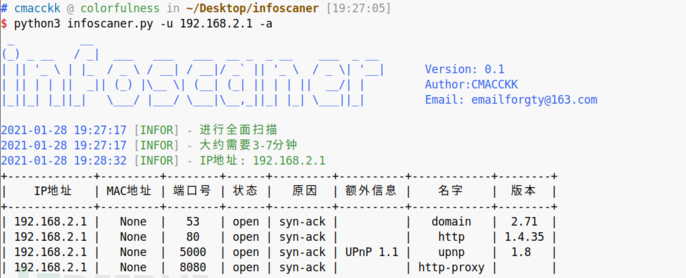 # cmacckk @ colorfulness in ~/Desktop/infoscaner [19:27:05]
$ python3 infoscaner.py -u 192.168.2.1 -a
Version: 0.1
Author:CMACCKK
Email: emailforgty@163.com
2021-01-28 19:27:17 [INFOR] - 进行全面扫描
2021-01-28 19:27:17 [INFOR] - 大约需要3-7分钟
2021-01-28 19:28:32 [INFOR] - IP地址: 192.168.2.1
| IP地址 | MAC地址 | 端口号 | 状态 | 原因 | 额外信息 | 名字 | 版本 |
| 192.168.2.1 | None | 53 | open | syn-ack | | domain | 2.71 |
| 192.168.2.1 | None | 80 | open | syn-ack | | http | 1.4.35 |
| 192.168.2.1 | None | 5000 | open | syn-ack | UPnP 1.1 | upnp | 1.8 |
| 192.168.2.1 | None | 8080 | open | syn-ack | | http-proxy | |